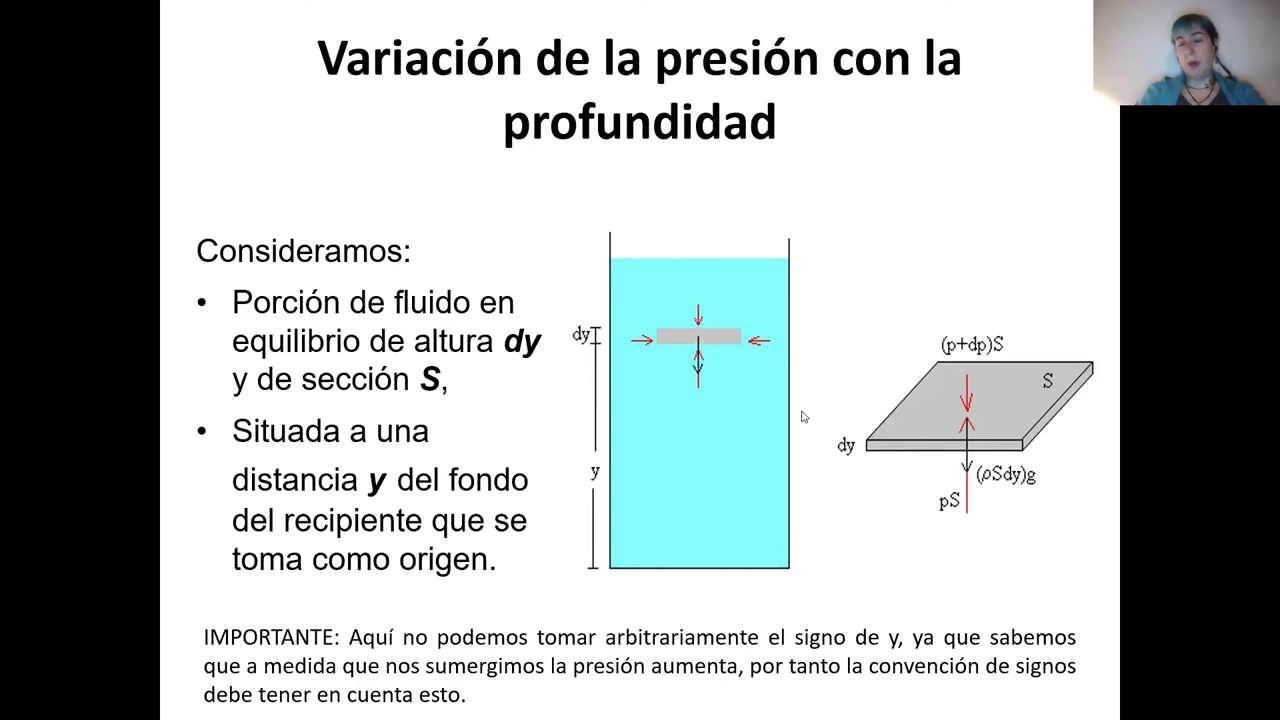 Variación de la presión con la
profundidad
Consideramos:
• Porción de fluido en
equilibrio de altura dy
y de sección S,
• Situada a una
distancia y del fondo
del recipiente que se
toma como origen.
dy
y
(p+dp)S
S
dy
(ρSdy)g
pS
IMPORTANTE: Aquí no podemos tomar arbitrariamente el signo de y, ya que sabemos
que a medida que nos sumergimos la presión aumenta, por tanto la convención de signos
debe tener en cuenta esto.